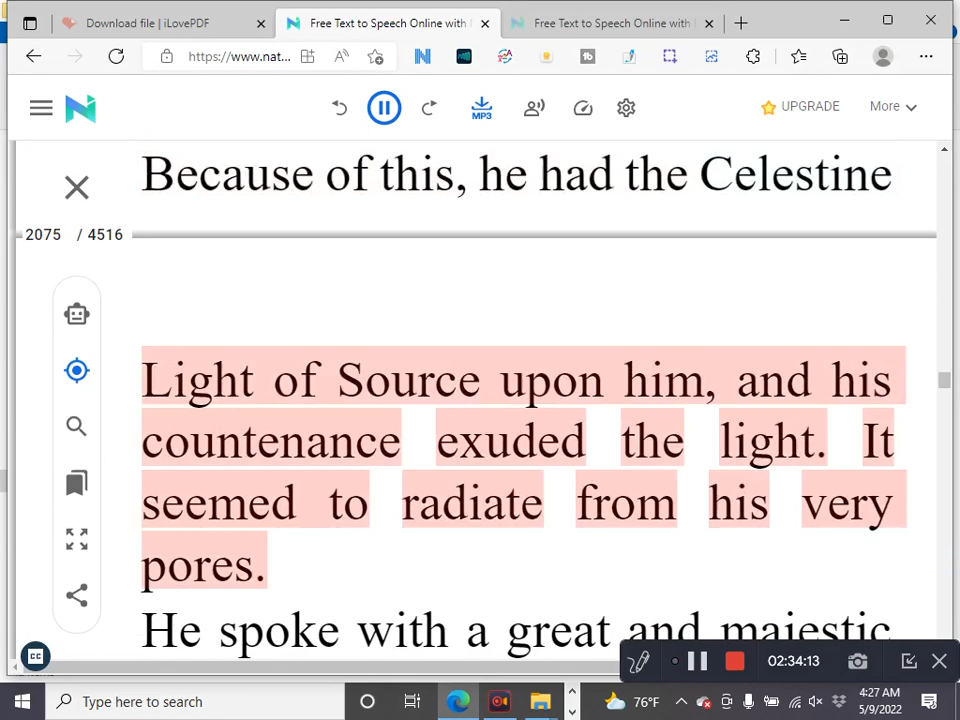 Download file | iLovePDF
Free Text to Speech Online with
Free Text to Speech Online with
https://www.nat...
MP3
UPGRADE
More
Because of this, he had the Celestine
2075 / 4516
Light of Source upon him, and his
countenance exuded the light. It
seemed to radiate from his very
pores.
He spoke with a great and majestic
CC
02:34:13
Type here to search
76°F
4:27 AM
5/9/2022